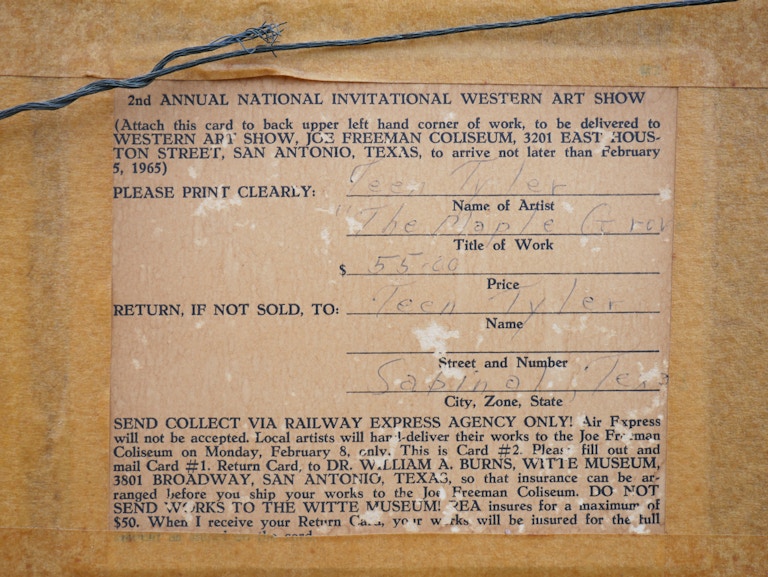 2nd ANNUAL NATIONAL INVITATIONAL WESTERN ART SHOW
(Attach this card to back upper left hand corner of work, to be delivered to
WESTERN ART SHOW, JOE FREEMAN COLISEUM, 3201 EAST HOUS-
TON STREET, SAN ANTONIO, TEXAS, to arrive not later than February
5, 1965)
Teen Tyler
PLEASE PRINT CLEARLY:
Name of Artist
The Maple Grov
Title of Work
$ 55.00
Price
Teen Tyler
RETURN, IF NOT SOLD, TO:
Name
Street and Number
Sabinal, Texas
City, Zone, State
SEND COLLECT VIA RAILWAY EXPRESS AGENCY ONLY! Air Express
will not be accepted. Local artists will hand-deliver their works to the Joe Freeman
Coliseum on Monday, February 8, only. This is Card #2. Please fill out and
mail Card #1. Return Card, to DR. WILLIAM A. BURNS, WITTE MUSEUM,
3801 BROADWAY, SAN ANTONIO, TEXAS, so that insurance can be ar-
ranged before you ship your works to the Joe Freeman Coliseum. DO NOT
SEND WORKS TO THE WITTE MUSEUM! REA insures for a maximum of
$50. When I receive your Return Card, your works will be insured for the full
the card